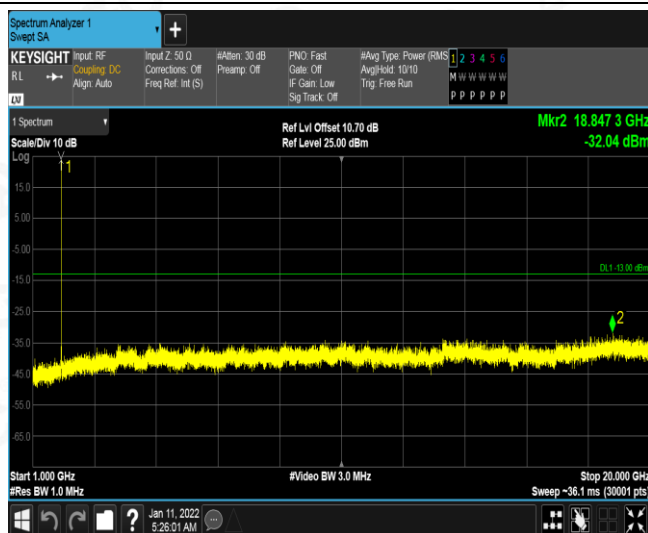 Spectrum Analyzer 1
Swept SA
+
KEYSIGHT
RL
LXI
Input: RF
Coupling: DC
Align: Auto
Input Z: 50 Ω
Corrections: Off
Freq Ref: Int (S)
#Atten: 30 dB
Preamp: Off
PNO: Fast
Gate: Off
IF Gain: Low
Sig Track: Off
#Avg Type: Power (RMS
Avg|Hold: 10/10
Trig: Free Run
1 2 3 4 5 6
M W W W W W
P P P P P P
1 Spectrum
Scale/Div 10 dB
Log
Ref Lvl Offset 10.70 dB
Ref Level 25.00 dBm
Mkr2 18.847 3 GHz
-32.04 dBm
1
15.0
5.00
-5.00
DL1 -13.00 dBm
-15.0
-25.0
2
-35.0
-45.0
-55.0
-65.0
Start 1.000 GHz
#Video BW 3.0 MHz
Stop 20.000 GHz
#Res BW 1.0 MHz
Sweep ~36.1 ms (30001 pts)
?
Jan 11, 2022
5:26:01 AM